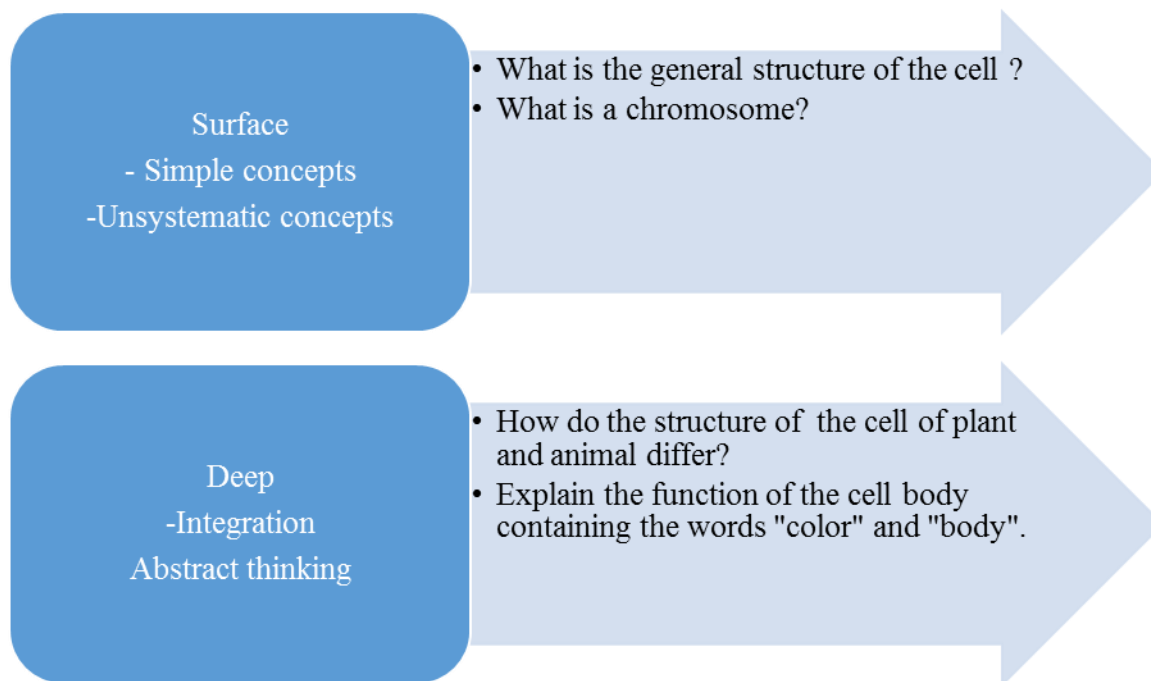 Surface
- Simple concepts
-Unsystematic concepts
• What is the general structure of the cell ?
• What is a chromosome?
Deep
-Integration
Abstract thinking
• How do the structure of the cell of plant
and animal differ?
• Explain the function of the cell body
containing the words "color" and "body".